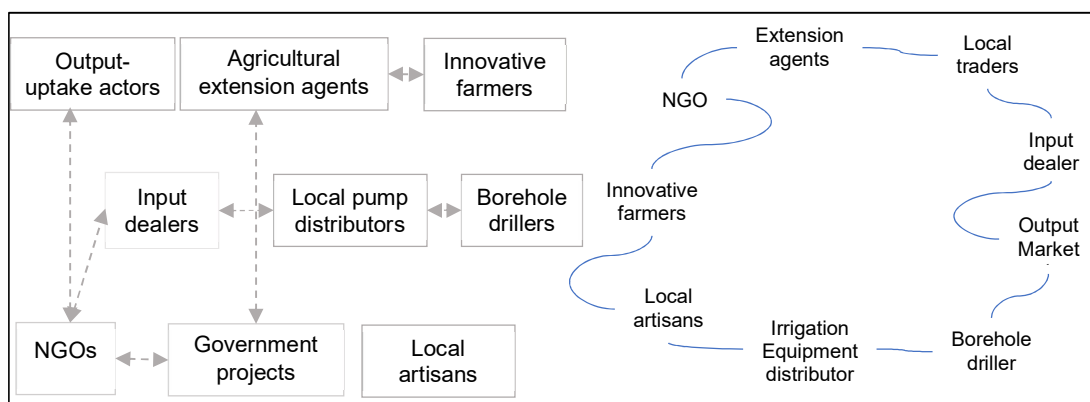 Output-
uptake actors
Agricultural
extension agents
Innovative
farmers
Input
dealers
Local pump
distributors
Borehole
drillers
NGOs
Government
projects
Local
artisans
Extension
agents
Local
traders
NGO
Input
dealer
Innovative
farmers
Output
Market
Local
artisans
Irrigation
Equipment
distributor
Borehole
driller